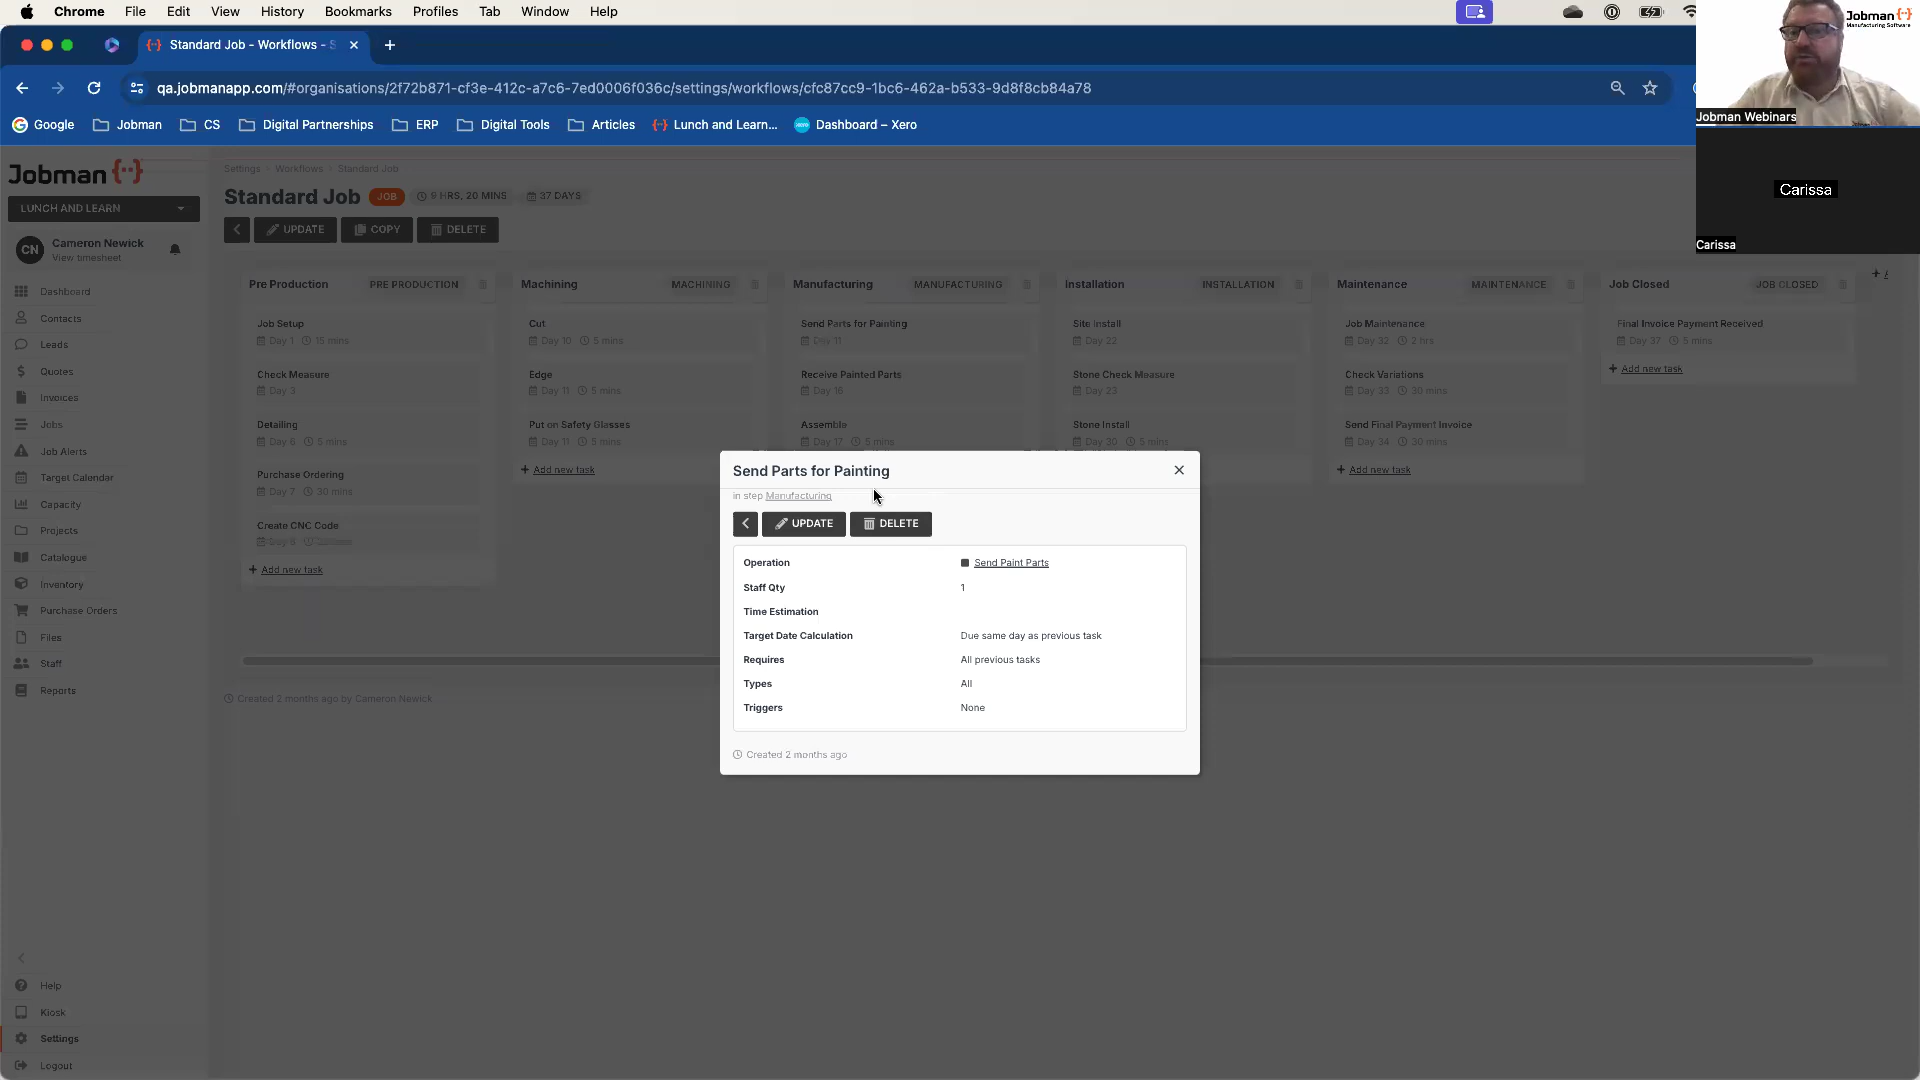 Chrome File Edit View History Bookmarks Profiles Tab Window Help
Standard Job - Workflows - S
qa.jobmanapp.com/#organisations/2f72b871-cf3e-412c-a7c6-7ed0006f036c/settings/workflows/cfc87cc9-1bc6-462a-b533-9d8f8cb84a78
Google Jobman CS Digital Partnerships ERP Digital Tools Articles Lunch and Learn... Dashboard – Xero
Jobman
Manufacturing Software
Jobman Webinars
Carissa
Carissa
Jobman
LUNCH AND LEARN
CN
Cameron Newick
View timesheet
Dashboard
Contacts
Leads
Quotes
Invoices
Jobs
Job Alerts
Target Calendar
Capacity
Projects
Catalogue
Inventory
Purchase Orders
Files
Staff
Reports
Help
Kiosk
Settings
Logout
Settings Workflows Standard Job
Standard Job JOB 9 HRS, 20 MINS 37 DAYS
UPDATE COPY DELETE
Pre Production PRE PRODUCTION
Job Setup
Day 1 15 mins
Check Measure
Day 3
Detailing
Day 6 5 mins
Purchase Ordering
Day 7 30 mins
Create CNC Code
+ Add new task
Machining MACHINING
Cut
Day 10 5 mins
Edge
Day 11 5 mins
Put on Safety Glasses
Day 11 5 mins
+ Add new task
Manufacturing MANUFACTURING
Send Parts for Painting
Day 11
Receive Painted Parts
Day 16
Assemble
Day 17 5 mins
Installation INSTALLATION
Site install
Day 22
Stone Check Measure
Day 23
Stone Install
Day 30 5 mins
Maintenance MAINTENANCE
Job Maintenance
Day 32 2 hrs
Check Variations
Day 33 30 mins
Send Final Payment Invoice
Day 34 30 mins
+ Add new task
Job Closed JOB CLOSED
Final Invoice Payment Received
Day 37 5 mins
+ Add new task
Created 2 months ago by Cameron Newick
Send Parts for Painting
in step Manufacturing
UPDATE DELETE
Operation Send Paint Parts
Staff Qty 1
Time Estimation
Target Date Calculation Due same day as previous task
Requires All previous tasks
Types All
Triggers None
Created 2 months ago